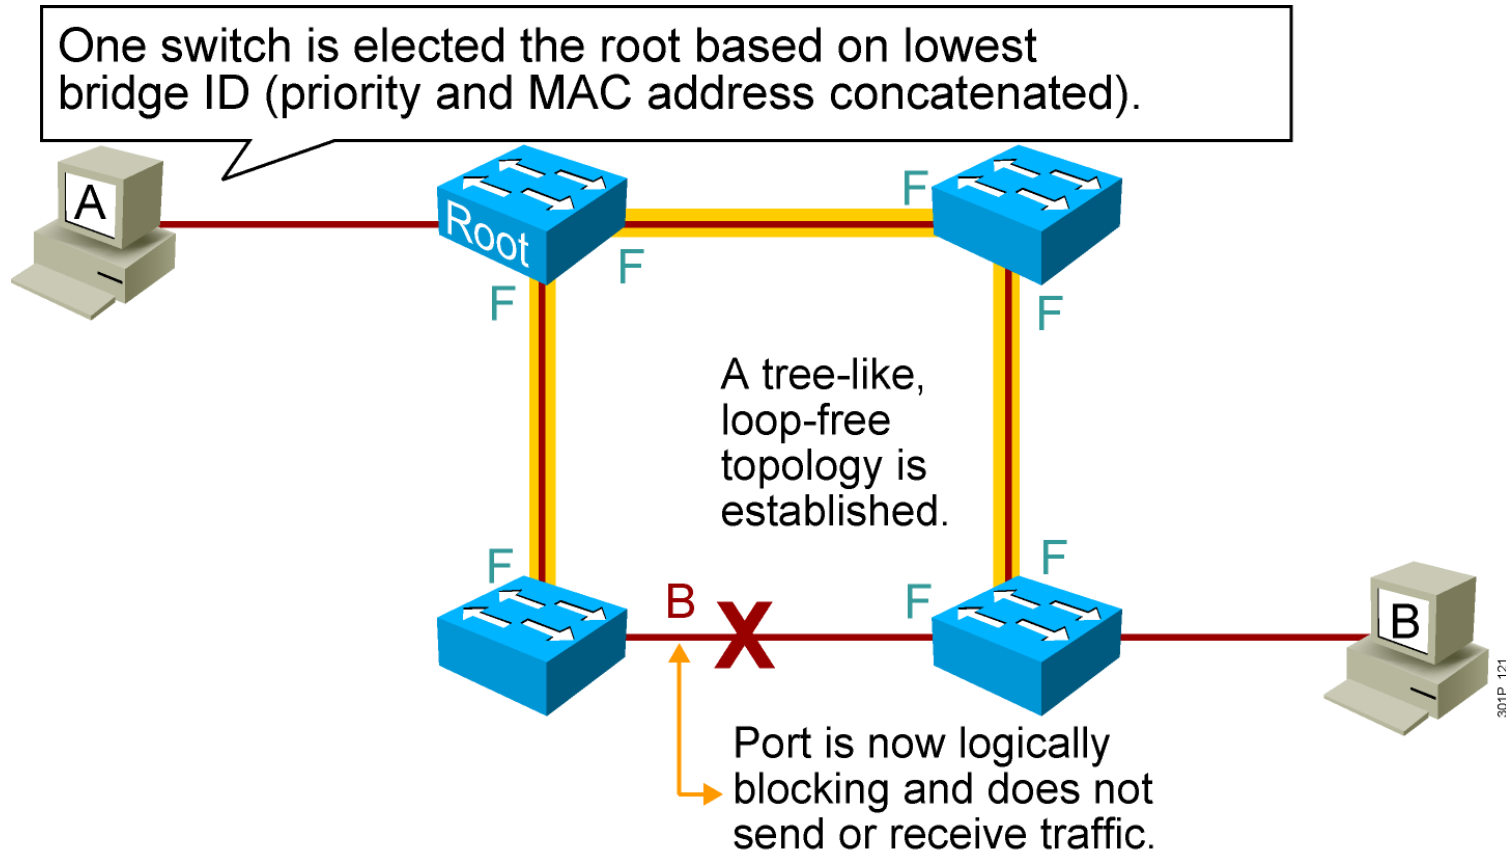 One switch is elected the root based on lowest
bridge ID (priority and MAC address concatenated).
A
Root
F
F
F
F
A tree-like,
loop-free
topology is
established.
F
B
X
F
F
B
Port is now logically
blocking and does not
send or receive traffic.
301P_121